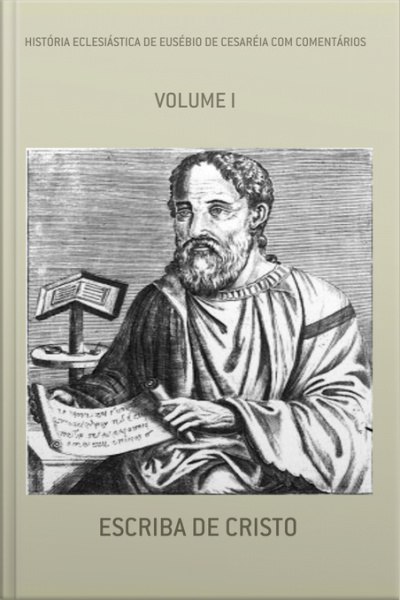 HISTÓRIA ECLESIÁSTICA DE EUSÉBIO DE CESARÉIA COM COMENTÁRIOS
VOLUME I
ESCRIBA DE CRISTO